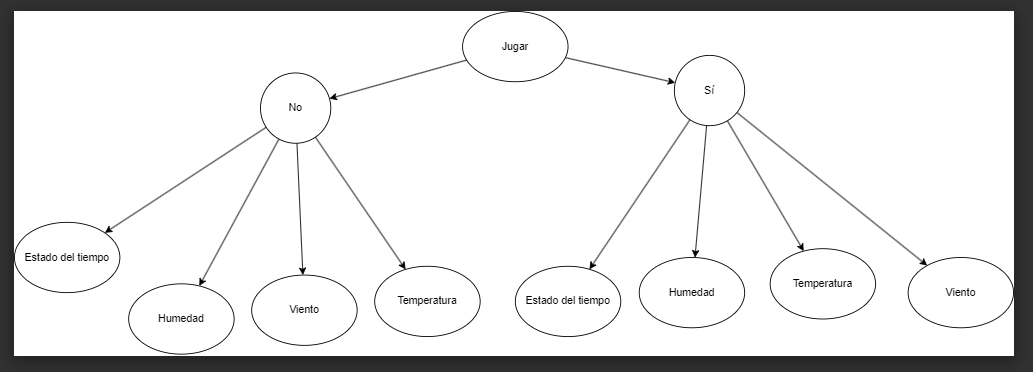 Jugar
No
Sí
Estado del tiempo
Humedad
Viento
Temperatura
Estado del tiempo
Humedad
Temperatura
Viento